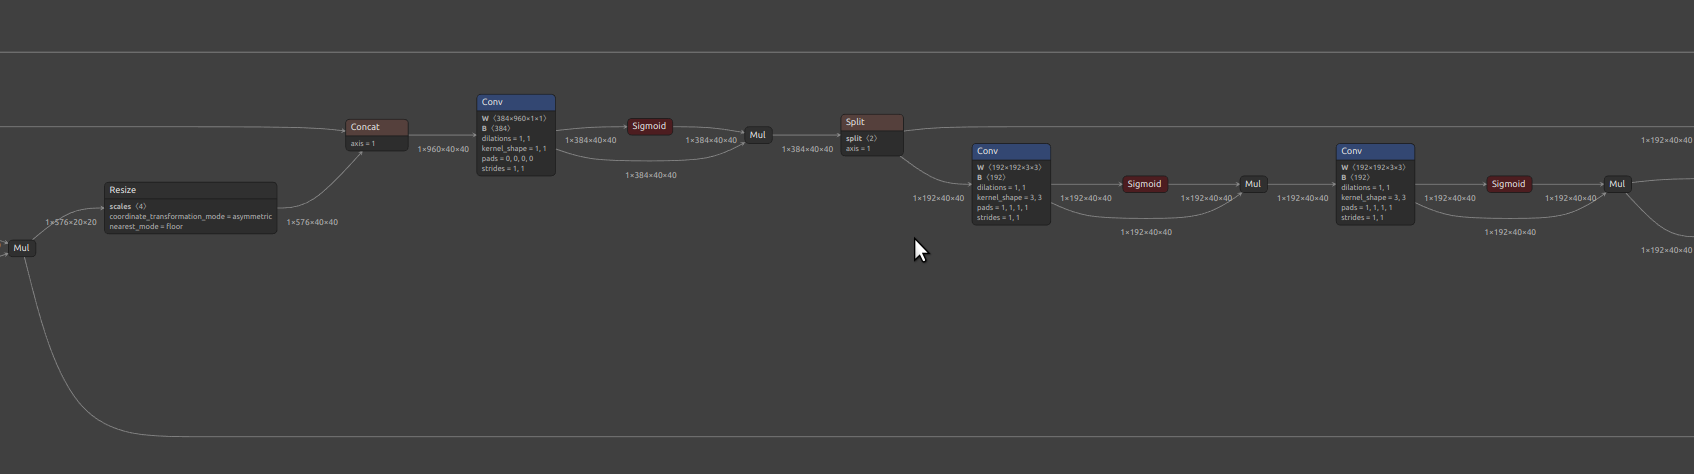 Mul
1×576×20×20
Resize
scales ⟨4⟩
coordinate_transformation_mode = asymmetric
nearest_mode = floor
1×576×40×40
Concat
axis = 1
1×960×40×40
Conv
W ⟨384×960×1×1⟩
B ⟨384⟩
dilations = 1, 1
kernel_shape = 1, 1
pads = 0, 0, 0, 0
strides = 1, 1
1×384×40×40
Sigmoid
1×384×40×40
1×384×40×40
Mul
1×384×40×40
Split
split ⟨2⟩
axis = 1
1×192×40×40
1×192×40×40
Conv
W ⟨192×192×3×3⟩
B ⟨192⟩
dilations = 1, 1
kernel_shape = 3, 3
pads = 1, 1, 1, 1
strides = 1, 1
1×192×40×40
Sigmoid
1×192×40×40
1×192×40×40
Mul
1×192×40×40
Conv
W ⟨192×192×3×3⟩
B ⟨192⟩
dilations = 1, 1
kernel_shape = 3, 3
pads = 1, 1, 1, 1
strides = 1, 1
1×192×40×40
Sigmoid
1×192×40×40
1×192×40×40
Mul
1×192×40×40